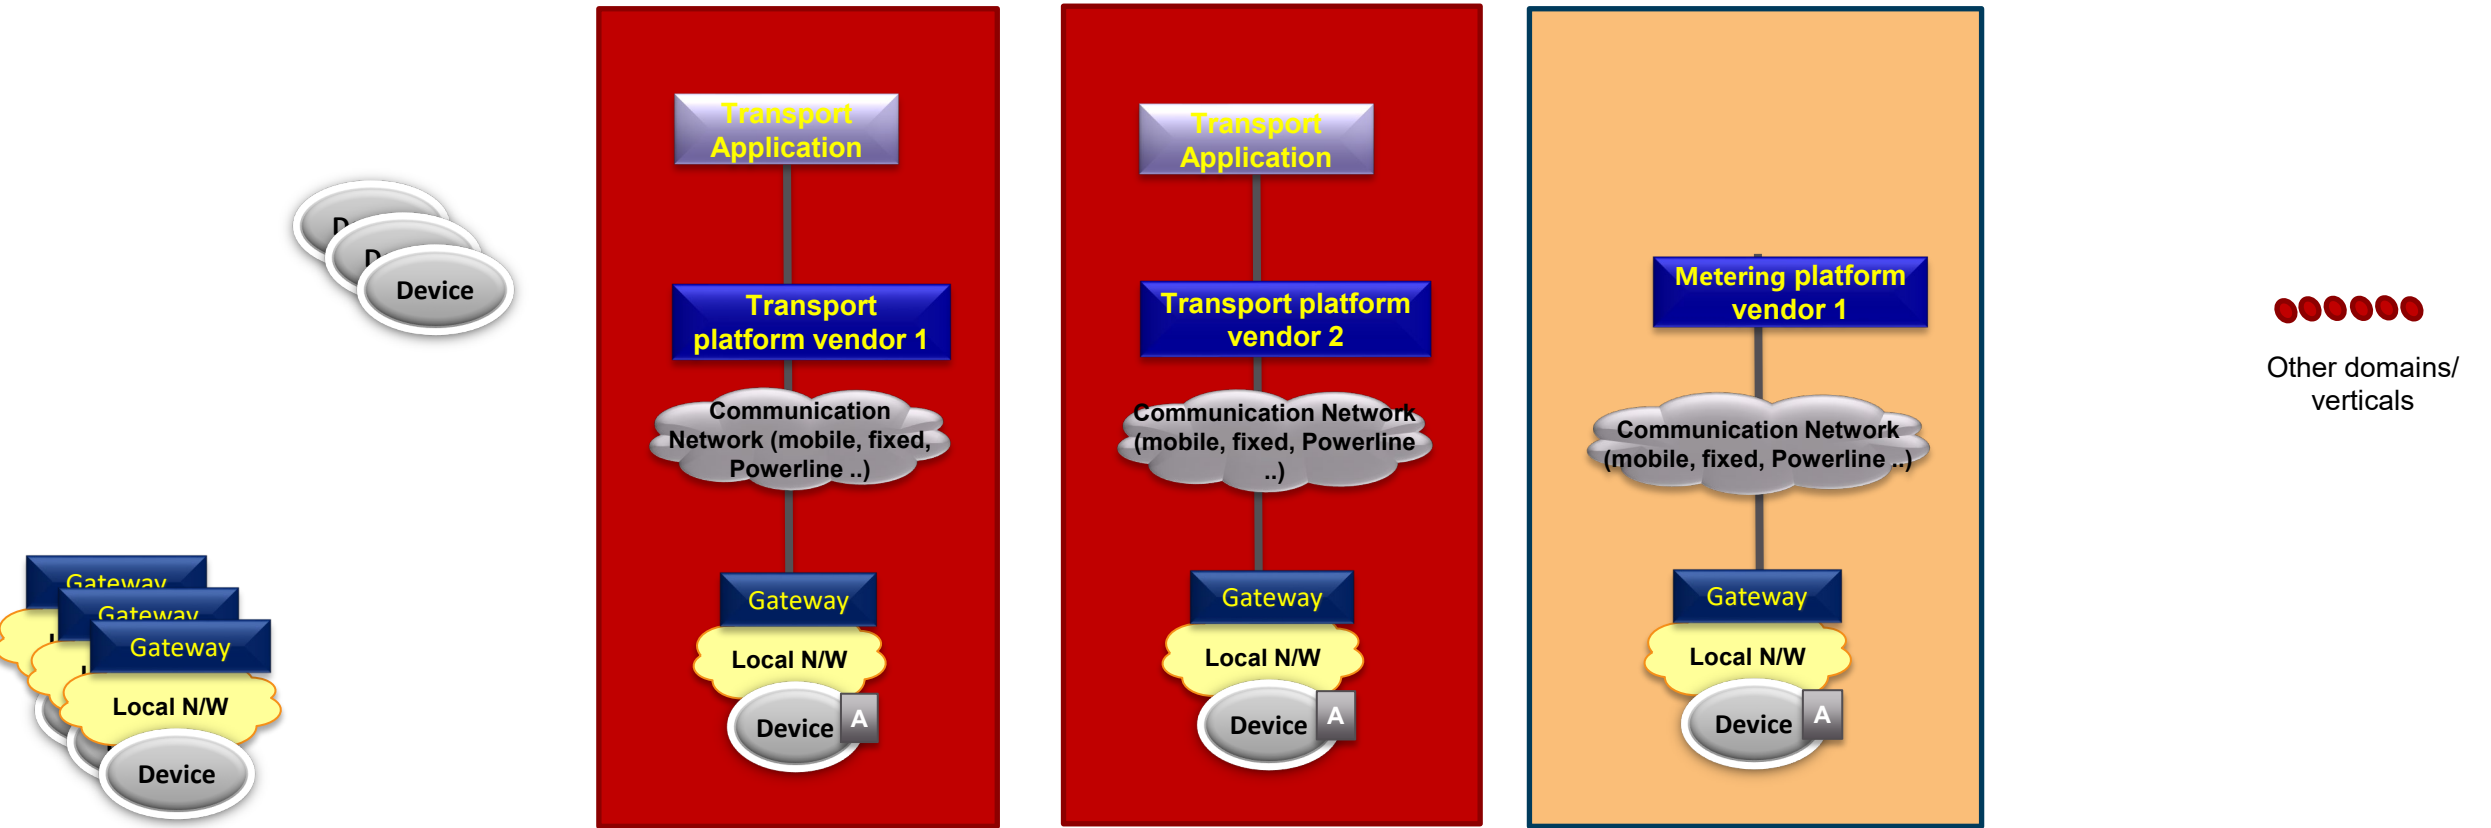 Transport
Application
Transport
platform vendor 1
Communication
Network (mobile, fixed,
Powerline ..)
Gateway
Local N/W
Device
A
Transport
Application
Transport platform
vendor 2
Communication Network
(mobile, fixed, Powerline
..)
Gateway
Local N/W
Device
A
Metering platform
vendor 1
Communication Network
(mobile, fixed, Powerline ..)
Gateway
Local N/W
Device
A
Other domains/
verticals
Device
Gateway
Gateway
Gateway
Local N/W
Device